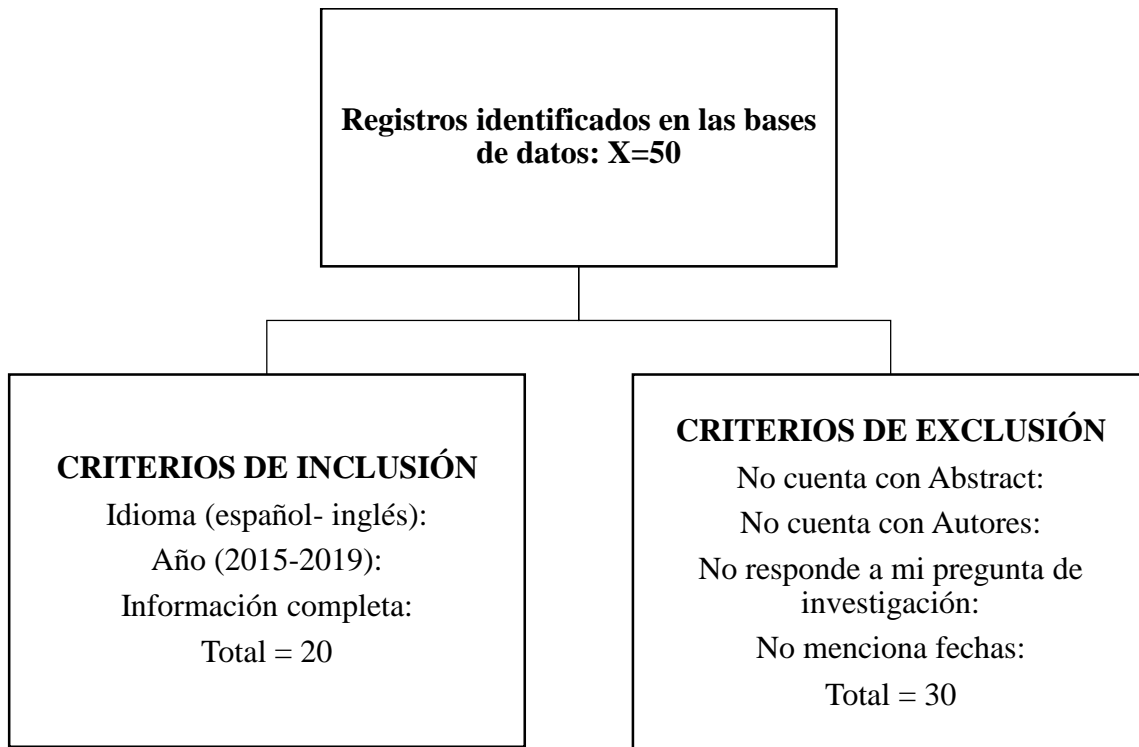 Registros identificados en las bases
de datos: X=50
CRITERIOS DE INCLUSIÓN
Idioma (español- inglés):
Año (2015-2019):
Información completa:
Total = 20
CRITERIOS DE EXCLUSIÓN
No cuenta con Abstract:
No cuenta con Autores:
No responde a mi pregunta de
investigación:
No menciona fechas:
Total = 30